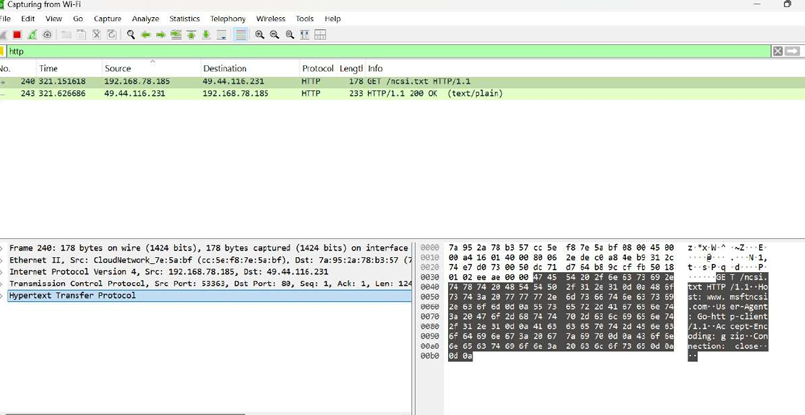 Capturing from Wi-Fi
File Edit View Go Capture Analyze Statistics Telephony Wireless Tools Help
http
No. Time Source Destination Protocol Lengtl Info
240 321.151618 192.168.78.185 49.44.116.231 HTTP 178 GET /ncsi.txt HTTP/1.1
243 321.626686 49.44.116.231 192.168.78.185 HTTP 233 HTTP/1.1 200 OK (text/plain)
Frame 240: 178 bytes on wire (1424 bits), 178 bytes captured (1424 bits) on interface
Ethernet II, Src: CloudNetwork_7e:5a:bf (cc:5e:f8:7e:5a:bf), Dst: 7a:95:2a:78:b3:57 (7
Internet Protocol Version 4, Src: 192.168.78.185, Dst: 49.44.116.231
Transmission Control Protocol, Src Port: 53363, Dst Port: 80, Seq: 1, Ack: 1, Len: 124
Hypertext Transfer Protocol
0000 7a 95 2a 78 b3 57 cc 5e f8 7e 5a bf 08 00 45 00 z·*x·W·^ ·~Z···E·
0010 00 a4 16 01 40 00 80 06 2e de c0 a8 4e b9 31 2c ····@··· .···N·1,
0020 74 e7 d0 73 00 50 dc 71 d7 64 b8 9c cf fb 50 18 t··s·P·q ·d····P·
0030 01 02 ee ae 00 00 47 45 54 20 2f 6e 63 73 69 2e ······GE T /ncsi.
0040 74 78 74 20 48 54 54 50 2f 31 2e 31 0d 0a 48 6f txt HTTP /1.1··Ho
0050 73 74 3a 20 77 77 77 2e 6d 73 66 74 6e 63 73 69 st: www. msftncsi
0060 2e 63 6f 6d 0d 0a 55 73 65 72 2d 41 67 65 6e 74 .com··Us er-Agent
0070 3a 20 47 6f 2d 68 74 74 70 2d 63 6c 69 65 6e 74 : Go-htt p-client
0080 2f 31 2e 31 0d 0a 41 63 63 65 70 74 2d 45 6e 63 /1.1··Ac cept-Enc
0090 6f 64 69 6e 67 3a 20 67 7a 69 70 0d 0a 43 6f 6e oding: g zip··Con
00a0 6e 65 63 74 69 6f 6e 3a 20 63 6c 6f 73 65 0d 0a nection: close··
00b0 0d 0a ··